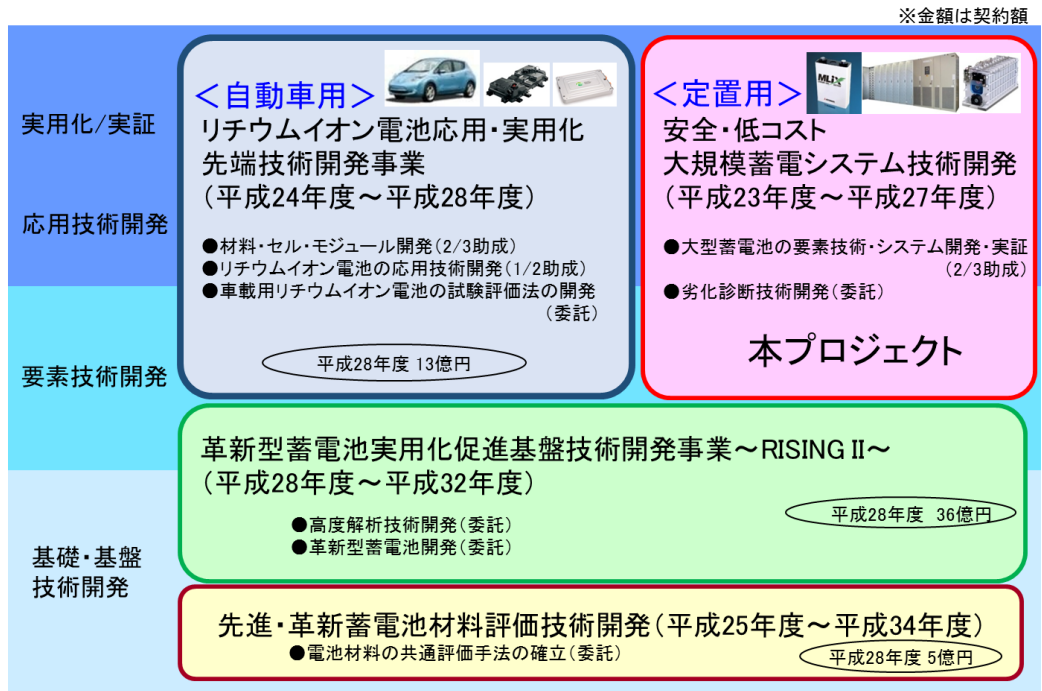 ※金額は契約額
実用化/実証
応用技術開発
要素技術開発
基礎・基盤
技術開発
＜自動車用＞
リチウムイオン電池応用・実用化
先端技術開発事業
(平成24年度～平成28年度)
●材料・セル・モジュール開発(2/3助成)
●リチウムイオン電池の応用技術開発(1/2助成)
●車載用リチウムイオン電池の試験評価法の開発
(委託)
平成28年度 13億円
＜定置用＞
MLiX
安全・低コスト
大規模蓄電システム技術開発
(平成23年度～平成27年度)
●大型蓄電池の要素技術・システム開発・実証
(2/3助成)
●劣化診断技術開発(委託)
本プロジェクト
革新型蓄電池実用化促進基盤技術開発事業～RISING II～
(平成28年度～平成32年度)
●高度解析技術開発(委託)
●革新型蓄電池開発(委託)
平成28年度 36億円
先進・革新蓄電池材料評価技術開発(平成25年度～平成34年度)
●電池材料の共通評価手法の確立(委託)
平成28年度 5億円